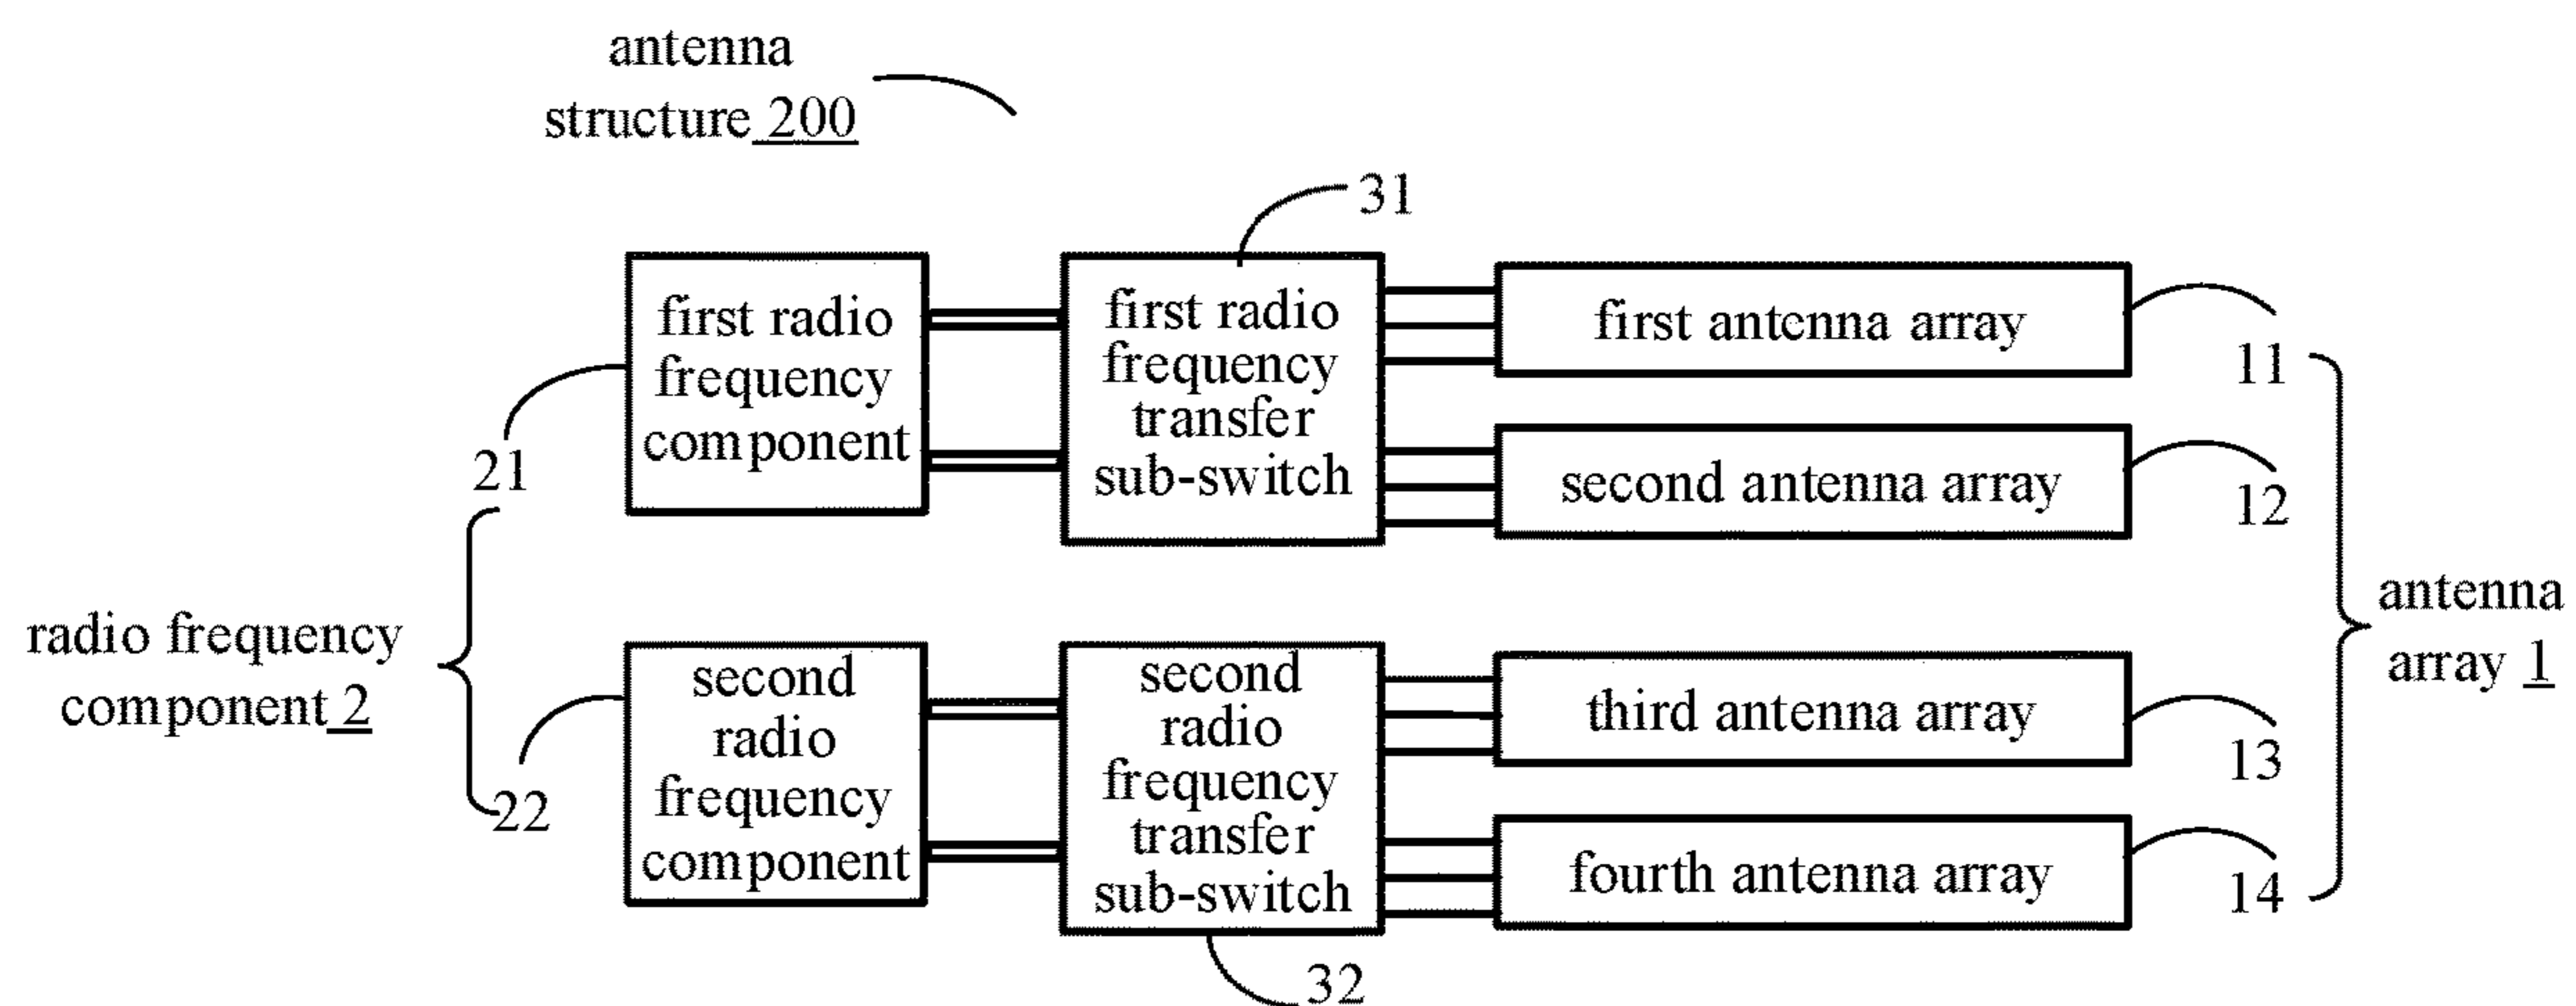 antenna
structure 200
31
first radio
frequency
component
first radio
frequency
transfer
sub-switch
first antenna array
11
second antenna array
12
21
radio frequency
component 2
22
second
radio
frequency
component
second
radio
frequency
transfer
sub-switch
third antenna array
13
fourth antenna array
14
antenna
array 1
32